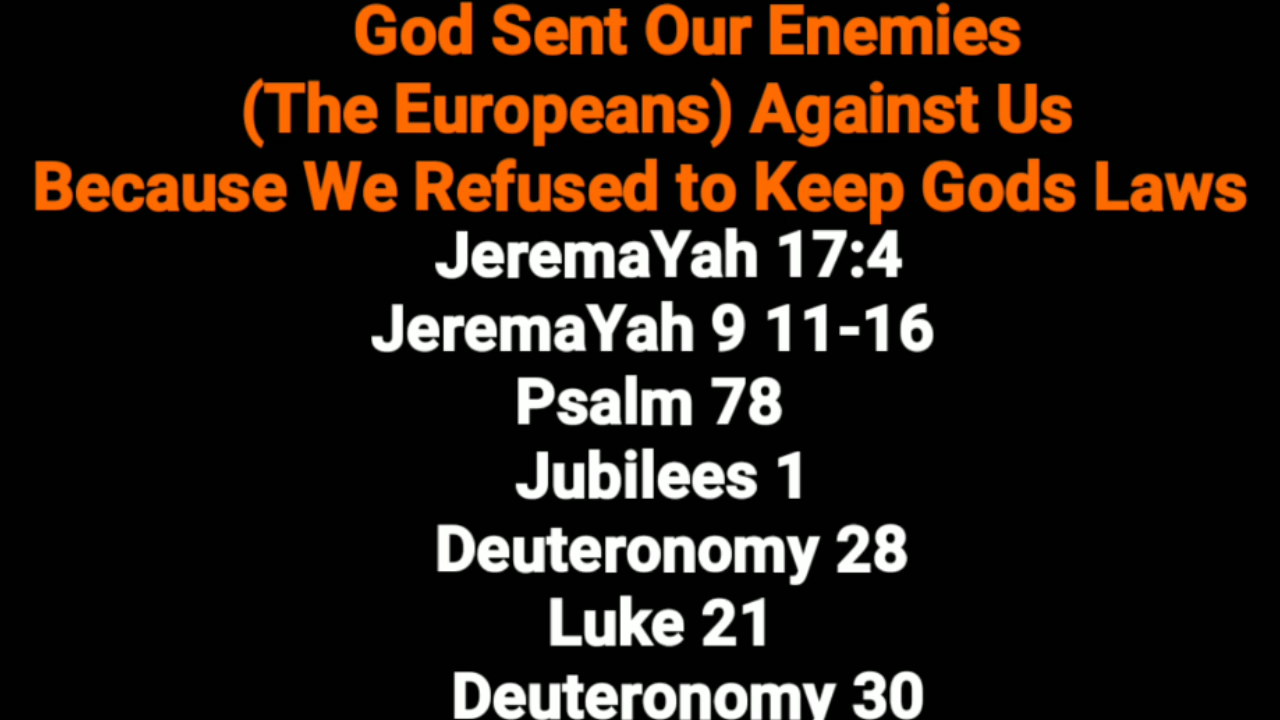 God Sent Our Enemies
(The Europeans) Against Us
Because We Refused to Keep Gods Laws
JeremaYah 17:4
JeremaYah 9 11-16
Psalm 78
Jubilees 1
Deuteronomy 28
Luke 21
Deuteronomy 30